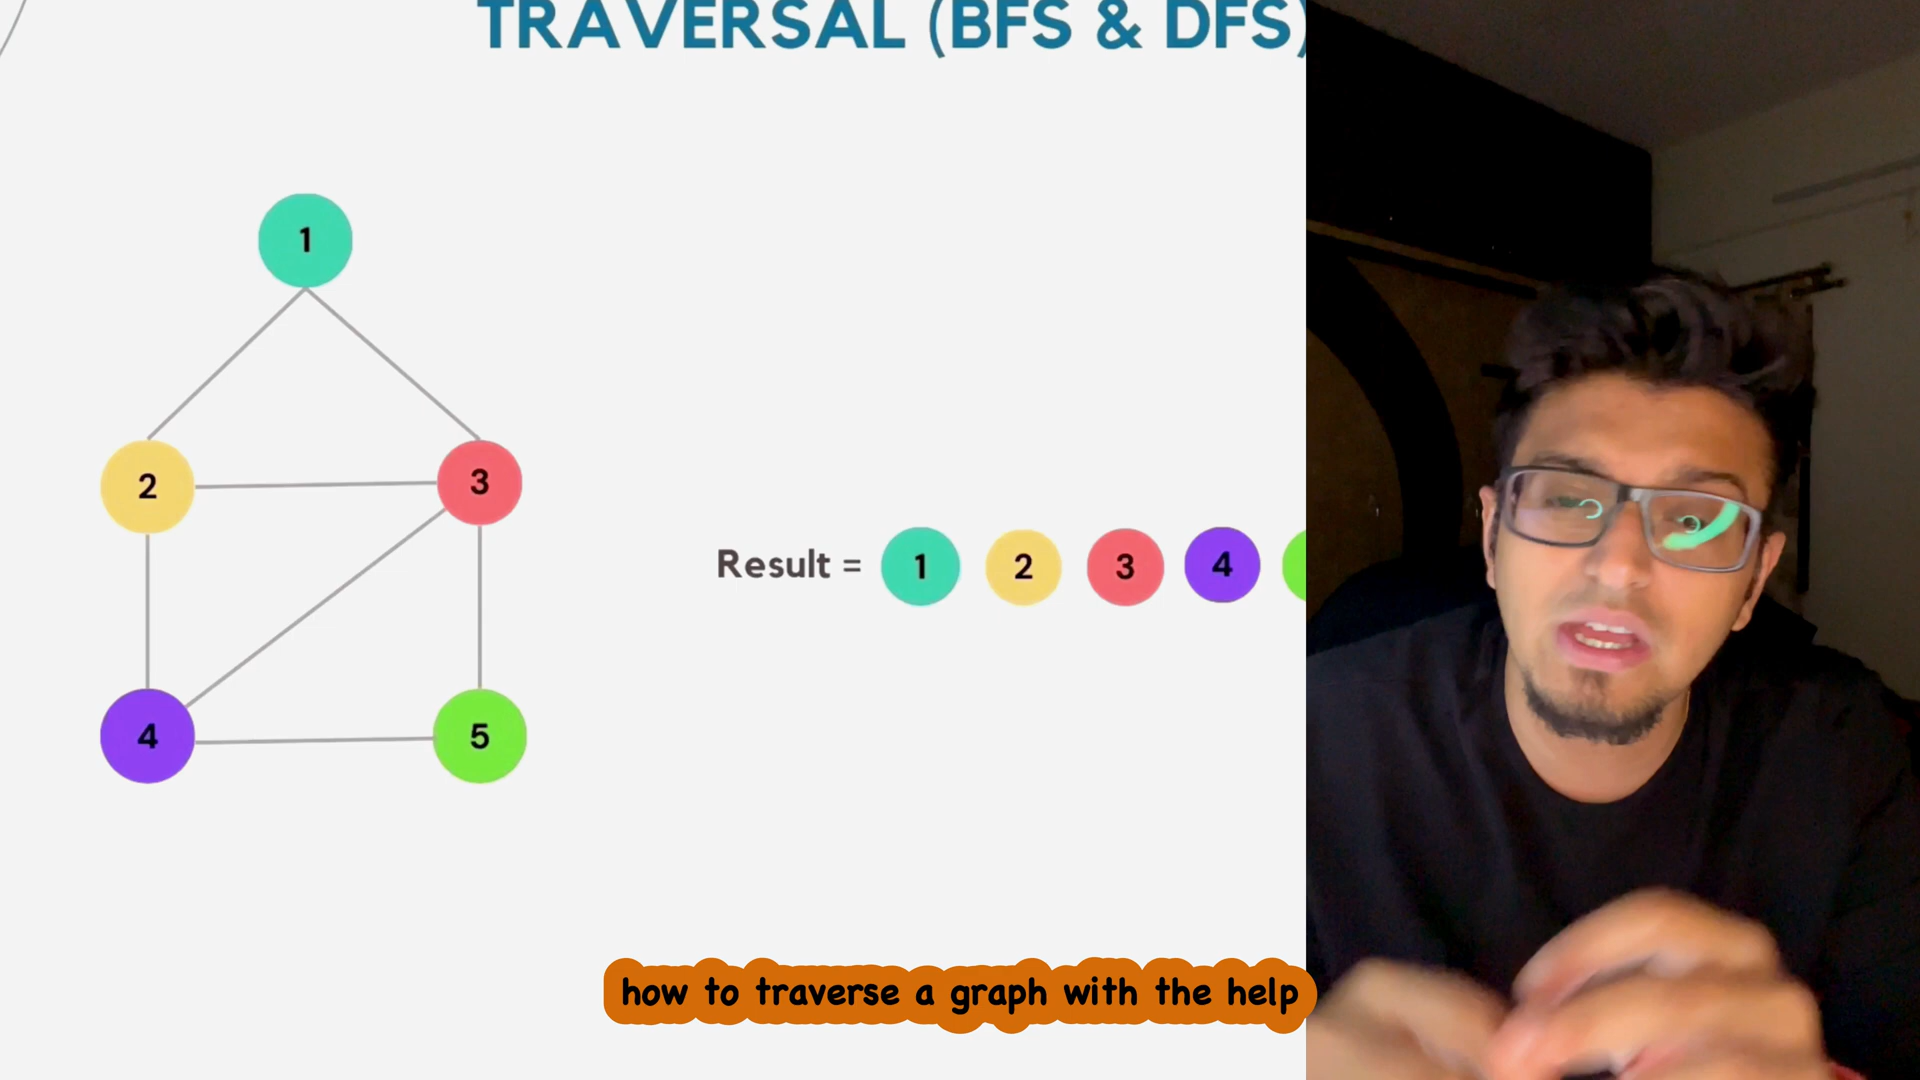 TRAVERSAL (BFS & DFS)
1
2 3
Result = 1 2 3 4
4 5
how to traverse a graph with the help